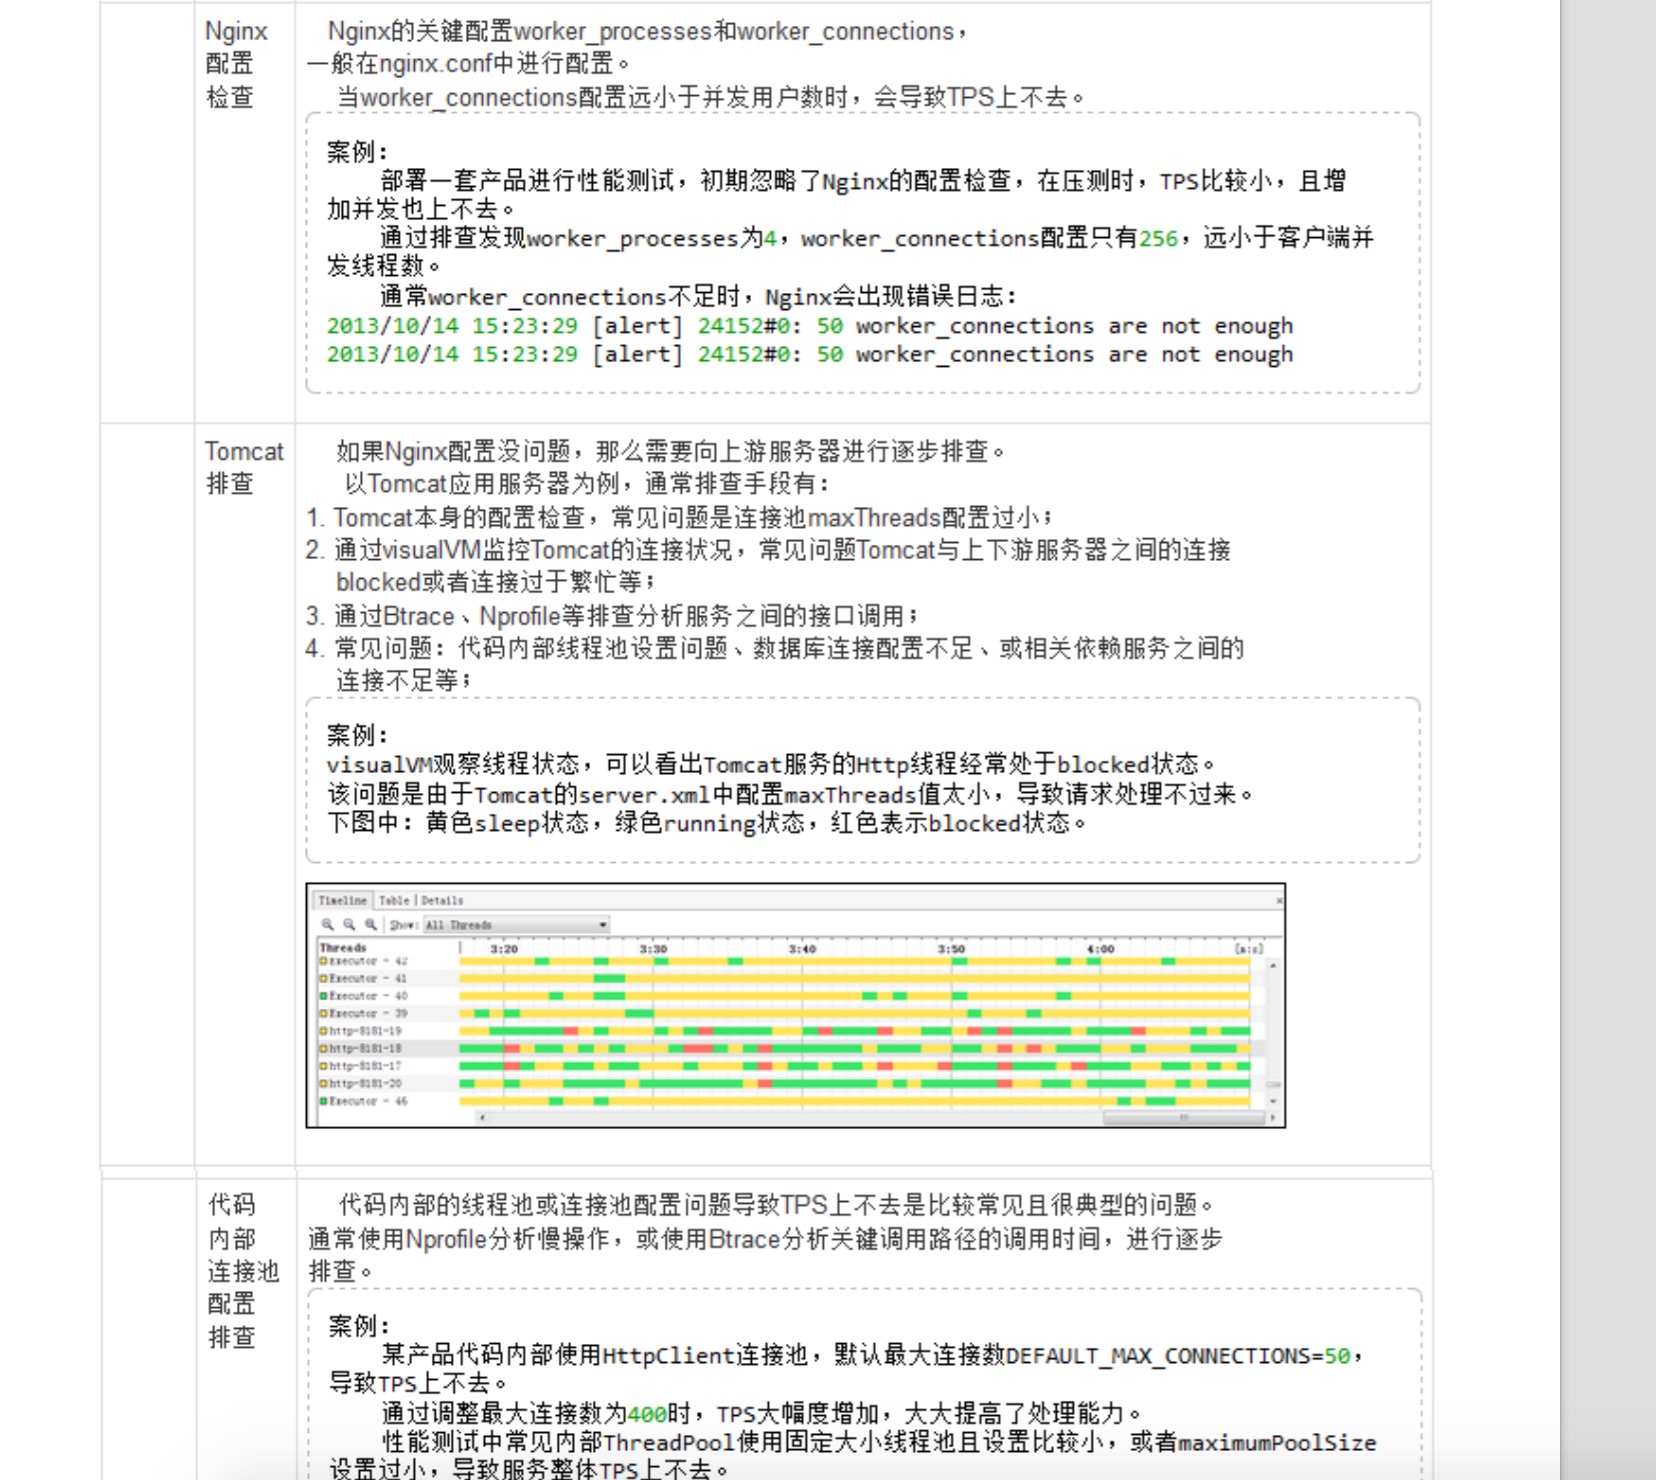 Nginx
配置
检查
Nginx的关键配置worker_processes和worker_connections，
一般在nginx.conf中进行配置。
当worker_connections配置远小于并发用户数时，会导致TPS上不去。
案例：
部署一套产品进行性能测试，初期忽略了Nginx的配置检查，在压测时，TPS比较小，且增
加并发也上不去。
通过排查发现worker_processes为4，worker_connections配置只有256，远小于客户端并
发线程数。
通常worker_connections不足时，Nginx会出现错误日志：
2013/10/14 15:23:29 [alert] 24152#0: 50 worker_connections are not enough
2013/10/14 15:23:29 [alert] 24152#0: 50 worker_connections are not enough
Tomcat
排查
如果Nginx配置没问题，那么需要向上游服务器进行逐步排查。
以Tomcat应用服务器为例，通常排查手段有：
1. Tomcat本身的配置检查，常见问题是连接池maxThreads配置过小；
2. 通过visualVM监控Tomcat的连接状况，常见问题Tomcat与上下游服务器之间的连接
blocked或者连接过于繁忙等；
3. 通过Btrace、Nprofile等排查分析服务之间的接口调用；
4. 常见问题：代码内部线程池设置问题、数据库连接配置不足、或相关依赖服务之间的
连接不足等；
案例：
visualVM观察线程状态，可以看出Tomcat服务的Http线程经常处于blocked状态。
该问题是由于Tomcat的server.xml中配置maxThreads值太小，导致请求处理不过来。
下图中：黄色sleep状态，绿色running状态，红色表示blocked状态。
Timeline Table Details
Show: All Threads
Threads 3:20 3:30 3:40 3:50 4:00 [m:s]
Executor - 42
Executor - 41
Executor - 40
Executor - 39
http-8181-19
http-8181-18
http-8181-17
http-8181-20
Executor - 46
代码
内部
连接池
配置
排查
代码内部的线程池或连接池配置问题导致TPS上不去是比较常见且很典型的问题。
通常使用Nprofile分析慢操作，或使用Btrace分析关键调用路径的调用时间，进行逐步
排查。
案例：
某产品代码内部使用HttpClient连接池，默认最大连接数DEFAULT_MAX_CONNECTIONS=50，
导致TPS上不去。
通过调整最大连接数为400时，TPS大幅度增加，大大提高了处理能力。
性能测试中常见内部ThreadPool使用固定大小线程池且设置比较小，或者maximumPoolSize
设置过小，导致服务整体TPS上不去。